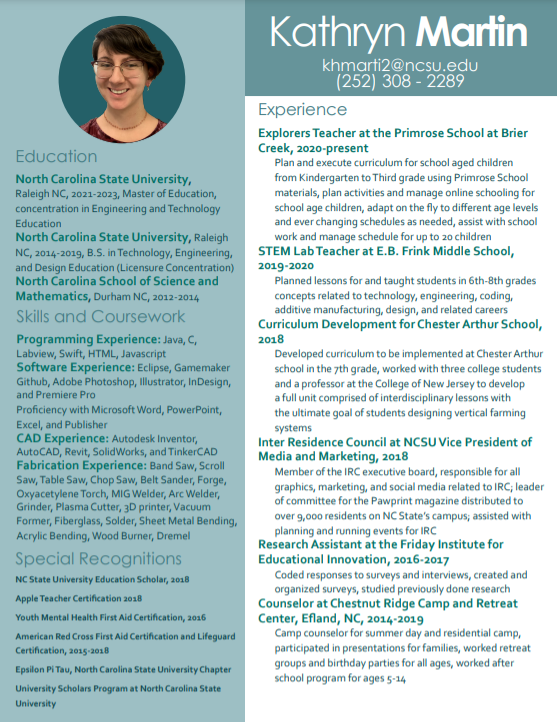 Kathryn Martin
khmarti2@ncsu.edu
(252) 308 - 2289
Education
North Carolina State University,
Raleigh NC, 2021-2023, Master of Education,
concentration in Engineering and Technology
Education
North Carolina State University, Raleigh
NC, 2014-2019, B.S. in Technology, Engineering,
and Design Education (Licensure Concentration)
North Carolina School of Science and
Mathematics, Durham NC, 2012-2014
Skills and Coursework
Programming Experience: Java, C,
Labview, Swift, HTML, Javascript
Software Experience: Eclipse, Gamemaker
Github, Adobe Photoshop, Illustrator, InDesign,
and Premiere Pro
Proficiency with Microsoft Word, PowerPoint,
Excel, and Publisher
CAD Experience: Autodesk Inventor,
AutoCAD, Revit, SolidWorks, and TinkerCAD
Fabrication Experience: Band Saw, Scroll
Saw, Table Saw, Chop Saw, Belt Sander, Forge,
Oxyacetylene Torch, MIG Welder, Arc Welder,
Grinder, Plasma Cutter, 3D printer, Vacuum
Former, Fiberglass, Solder, Sheet Metal Bending,
Acrylic Bending, Wood Burner, Dremel
Special Recognitions
NC State University Education Scholar, 2018
Apple Teacher Certification 2018
Youth Mental Health First Aid Certification, 2016
American Red Cross First Aid Certification and Lifeguard
Certification, 2015-2018
Epsilon Pi Tau, North Carolina State University Chapter
University Scholars Program at North Carolina State
University
Experience
Explorers Teacher at the Primrose School at Brier
Creek, 2020-present
Plan and execute curriculum for school aged children
from Kindergarten to Third grade using Primrose School
materials, plan activities and manage online schooling for
school age children, adapt on the fly to different age levels
and ever changing schedules as needed, assist with school
work and manage schedule for up to 20 children
STEM Lab Teacher at E.B. Frink Middle School,
2019-2020
Planned lessons for and taught students in 6th-8th grades
concepts related to technology, engineering, coding,
additive manufacturing, design, and related careers
Curriculum Development for Chester Arthur School,
2018
Developed curriculum to be implemented at Chester Arthur
school in the 7th grade, worked with three college students
and a professor at the College of New Jersey to develop
a full unit comprised of interdisciplinary lessons with
the ultimate goal of students designing vertical farming
systems
Inter Residence Council at NCSU Vice President of
Media and Marketing, 2018
Member of the IRC executive board, responsible for all
graphics, marketing, and social media related to IRC; leader
of committee for the Pawprint magazine distributed to
over 9,000 residents on NC State's campus; assisted with
planning and running events for IRC
Research Assistant at the Friday Institute for
Educational Innovation, 2016-2017
Coded responses to surveys and interviews, created and
organized surveys, studied previously done research
Counselor at Chestnut Ridge Camp and Retreat
Center, Efland, NC, 2014-2019
Camp counselor for summer day and residential camp,
participated in presentations for families, worked retreat
groups and birthday parties for all ages, worked after
school program for ages 5-14